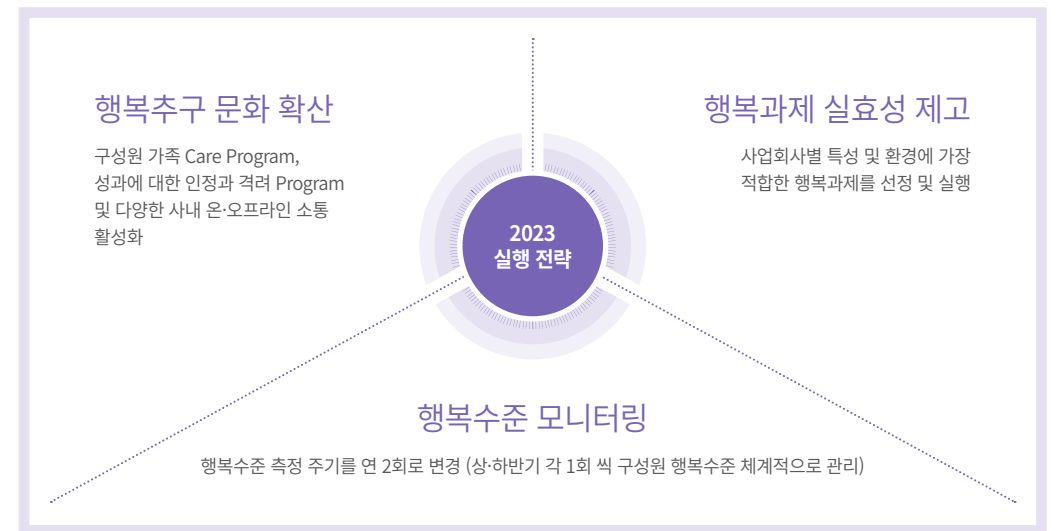 행복추구 문화 확산
구성원 가족 Care Program,
성과에 대한 인정과 격려 Program
및 다양한 사내 온·오프라인 소통
활성화
행복과제 실효성 제고
사업회사별 특성 및 환경에 가장
적합한 행복과제를 선정 및 실행
2023
실행 전략
행복수준 모니터링
행복수준 측정 주기를 연 2회로 변경 (상·하반기 각 1회 씩 구성원 행복수준 체계적으로 관리)